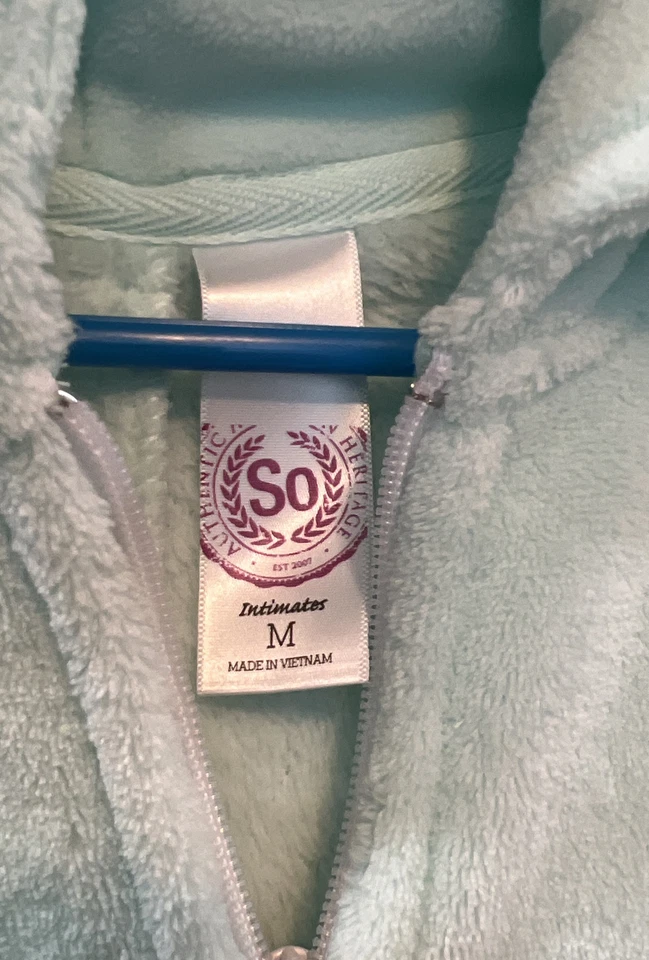 AUTHENTIC
HERITAGE
So
EST 2007
Intimates
M
MADE IN VIETNAM